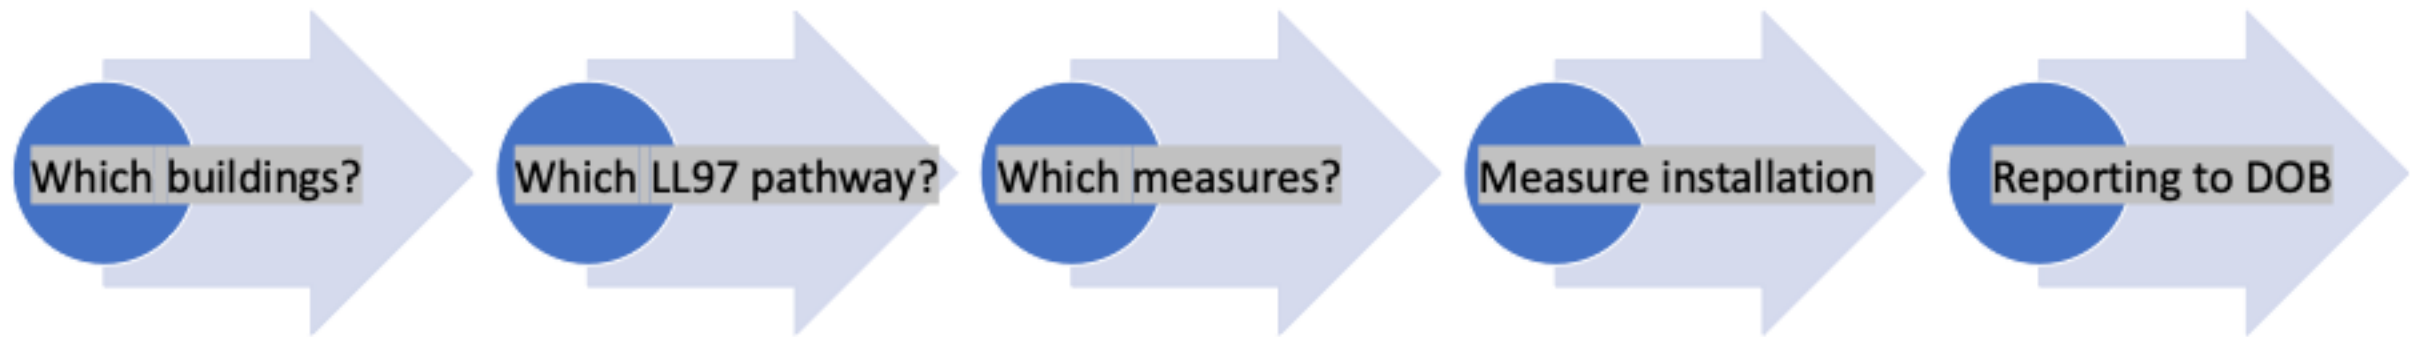 Which buildings?
Which LL97 pathway?
Which measures?
Measure installation
Reporting to DOB